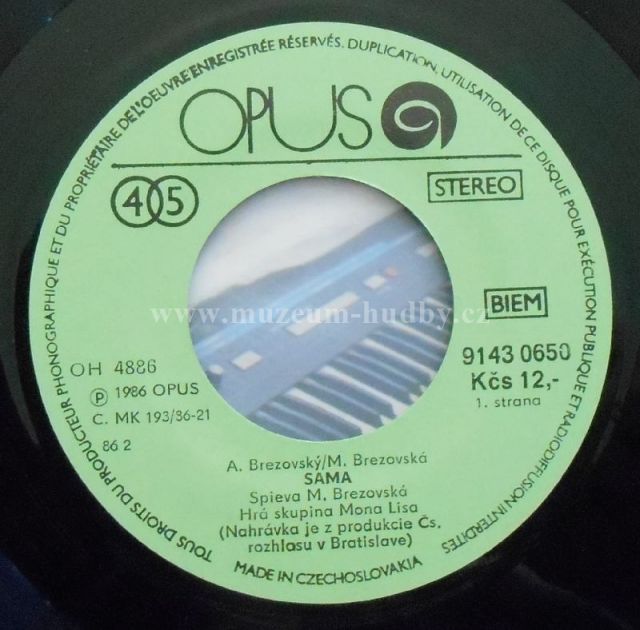 TOUS DROITS DU PRODUCTEUR PHONOGRAPHIQUE ET DU PROPRIÉTAIRE DE L'OEUVRE ENREGISTRÉE RÉSERVÉS. DUPLICATION, UTILISATION DE CE DISQUE POUR EXÉCUTION PUBLIQUE ET RADIODIFFUSION INTERDITES
OPUS
45
STEREO
BIEM
www.muzeum-hudby.cz
OH 4886
Ⓟ 1986 OPUS
C. MK 193/36-21
86 2
9143 0650
Kčs 12,-
1. strana
A. Brezovský/M. Brezovská
SAMA
Spieva M. Brezovská
Hrá skupina Mona Lisa
(Nahrávka je z produkcie Čs.
rozhlasu v Bratislave)
MADE IN CZECHOSLOVAKIA